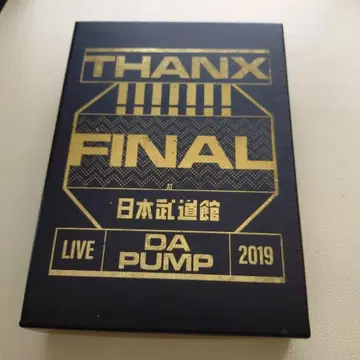 THANX
!!!!!!!
FINAL
AT
日本武道館
LIVE DA PUMP 2019